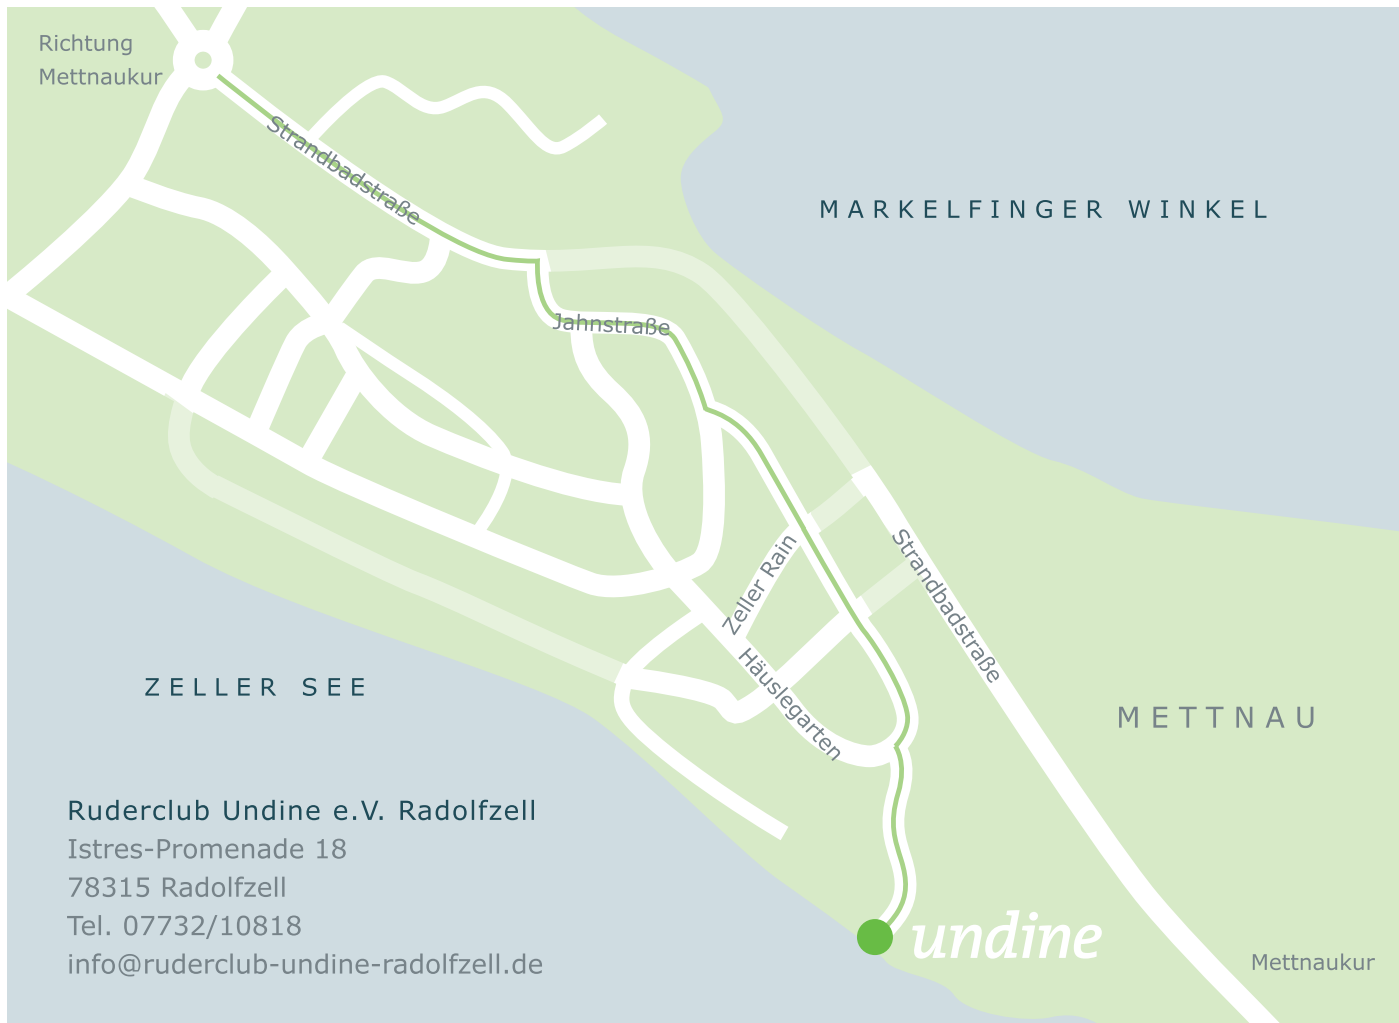 Richtung
Mettnaukur
Strandbadstraße
MARKELFINGER WINKEL
Jahnstraße
Zeller Rain
Strandbadstraße
Häuslegarten
ZELLER SEE
METTNAU
Ruderclub Undine e.V. Radolfzell
Istres-Promenade 18
78315 Radolfzell
Tel. 07732/10818
info@ruderclub-undine-radolfzell.de
undine
Mettnaukur